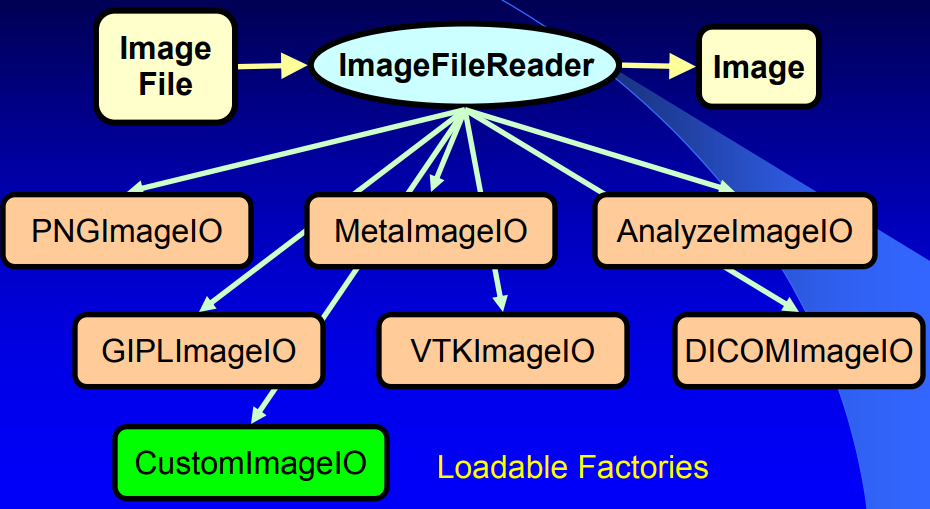 Image
File
ImageFileReader
Image
PNGImageIO
MetaImageIO
AnalyzeImageIO
GIPLImageIO
VTKImageIO
DICOMImageIO
CustomImageIO
Loadable Factories